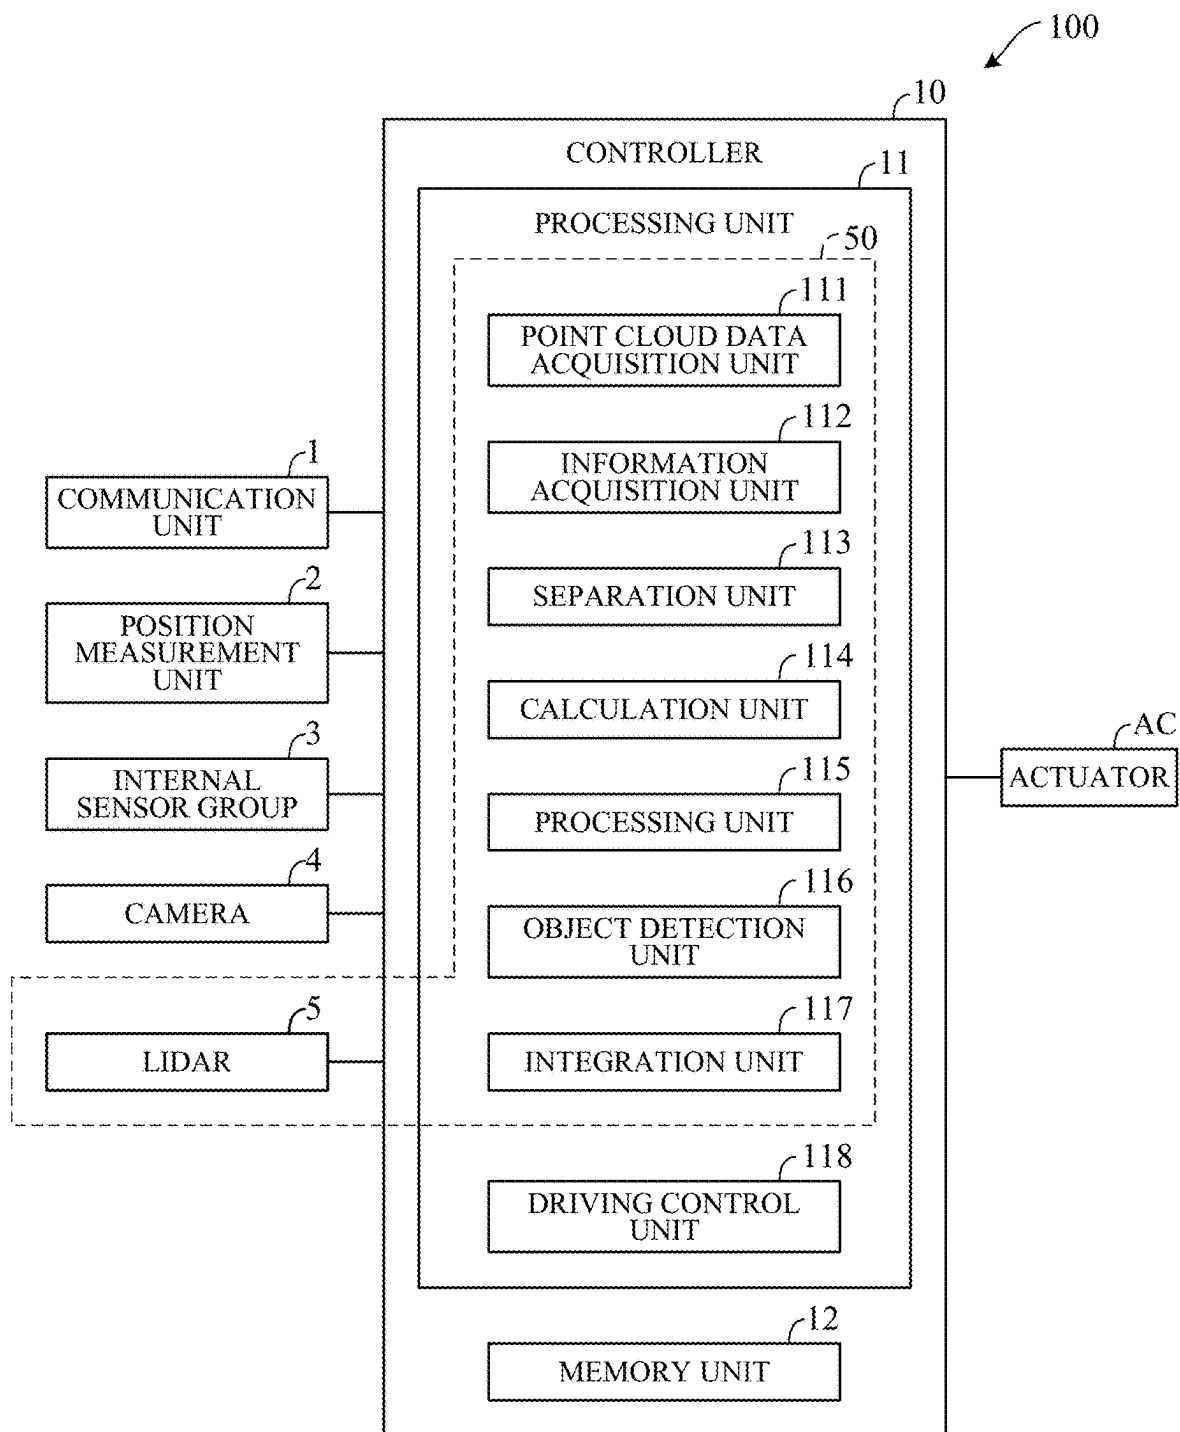 100
10
CONTROLLER
11
PROCESSING UNIT
50
111
POINT CLOUD DATA
ACQUISITION UNIT
112
INFORMATION
ACQUISITION UNIT
1
COMMUNICATION
UNIT
113
SEPARATION UNIT
2
POSITION
MEASUREMENT
UNIT
114
CALCULATION UNIT
3
INTERNAL
SENSOR GROUP
115
PROCESSING UNIT
AC
ACTUATOR
4
CAMERA
116
OBJECT DETECTION
UNIT
5
LIDAR
117
INTEGRATION UNIT
118
DRIVING CONTROL
UNIT
12
MEMORY UNIT